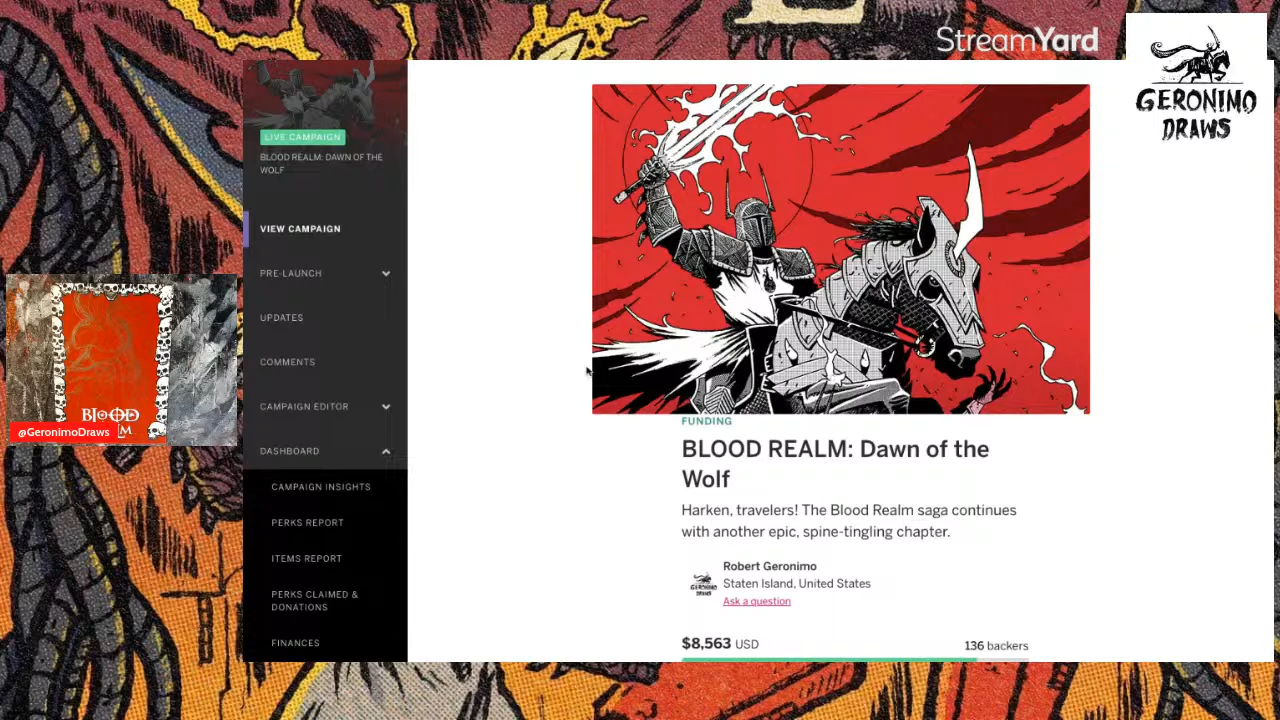 StreamYard
GERONIMO
DRAWS
LIVE CAMPAIGN
BLOOD REALM: DAWN OF THE
WOLF
VIEW CAMPAIGN
PRE-LAUNCH
UPDATES
COMMENTS
CAMPAIGN EDITOR
DASHBOARD
CAMPAIGN INSIGHTS
PERKS REPORT
ITEMS REPORT
PERKS CLAIMED &
DONATIONS
FINANCES
BLOOD
@GeronimoDraws
FUNDING
BLOOD REALM: Dawn of the
Wolf
Harken, travelers! The Blood Realm saga continues
with another epic, spine-tingling chapter.
Robert Geronimo
GERONIMO
DRAWS
Staten Island, United States
Ask a question
$8,563 USD
136 backers